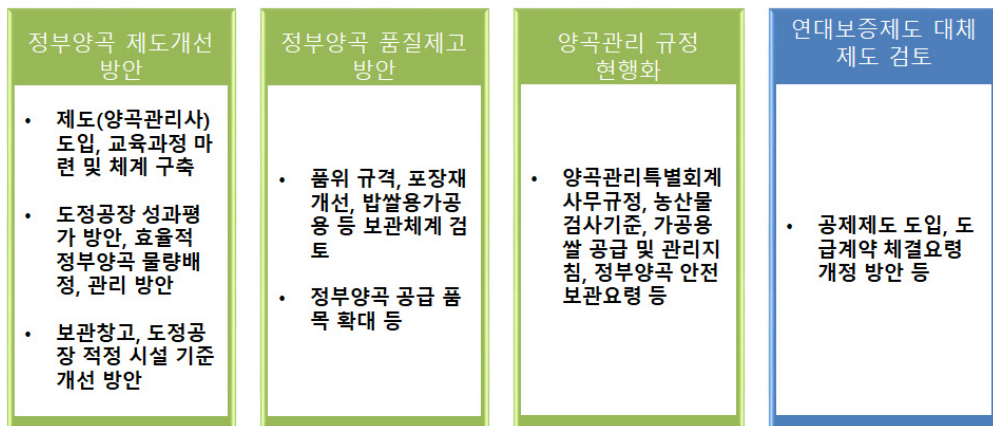 정부양곡 제도개선
방안
• 제도(양곡관리사)
도입, 교육과정 마
련 및 체계 구축
• 도정공장 성과평
가 방안, 효율적
정부양곡 물량배
정, 관리 방안
• 보관창고, 도정공
장 적정 시설 기준
개선 방안
정부양곡 품질제고
방안
• 품위 규격, 포장재
개선, 밥쌀용가공
용 등 보관체계 검
토
• 정부양곡 공급 품
목 확대 등
양곡관리 규정
현행화
• 양곡관리특별회계
사무규정, 농산물
검사기준, 가공용
쌀 공급 및 관리지
침, 정부양곡 안전
보관요령 등
연대보증제도 대체
제도 검토
• 공제제도 도입, 도
급계약 체결요령
개정 방안 등